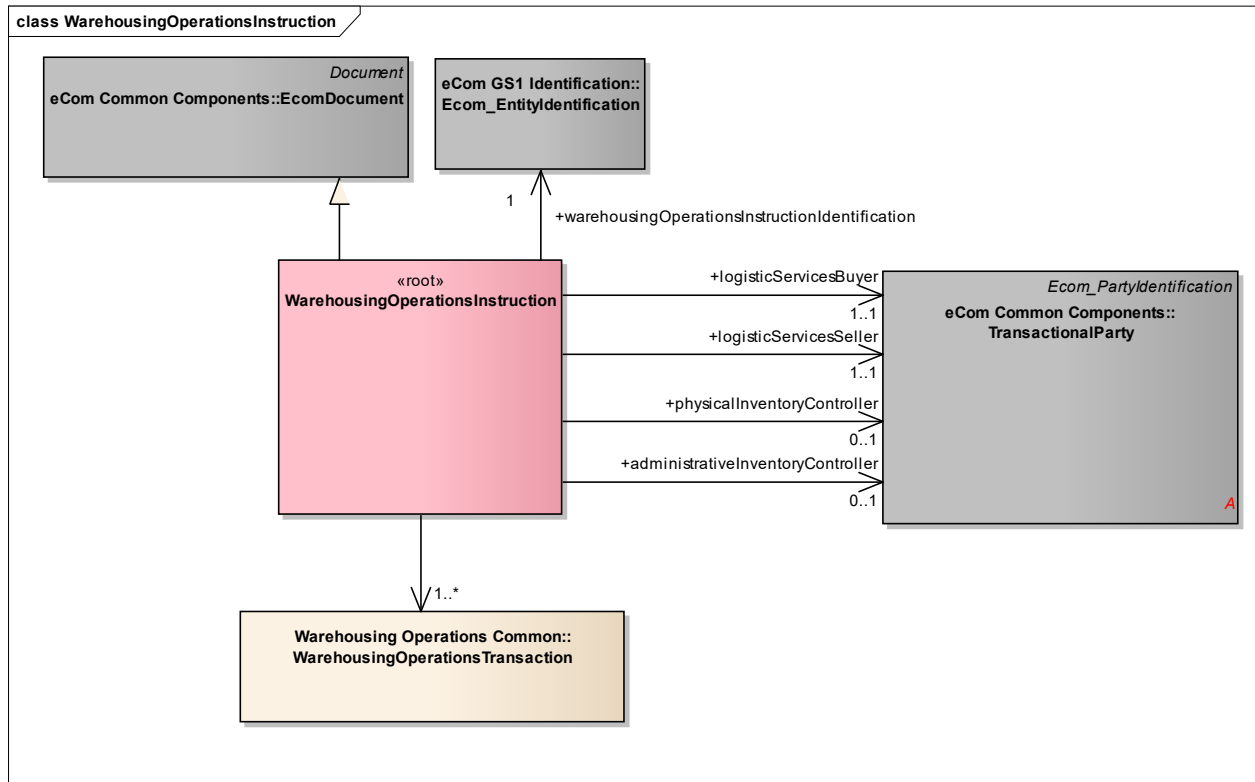 class WarehousingOperationsInstruction
Document
eCom Common Components::EcomDocument
eCom GS1 Identification::
Ecom_EntityIdentification
1
+warehousingOperationsInstructionIdentification
«root»
WarehousingOperationsInstruction
+logisticServicesBuyer
1..1
+logisticServicesSeller
1..1
+physicalInventoryController
0..1
+administrativeInventoryController
0..1
Ecom_PartyIdentification
eCom Common Components::
TransactionalParty
A
1..*
Warehousing Operations Common::
WarehousingOperationsTransaction